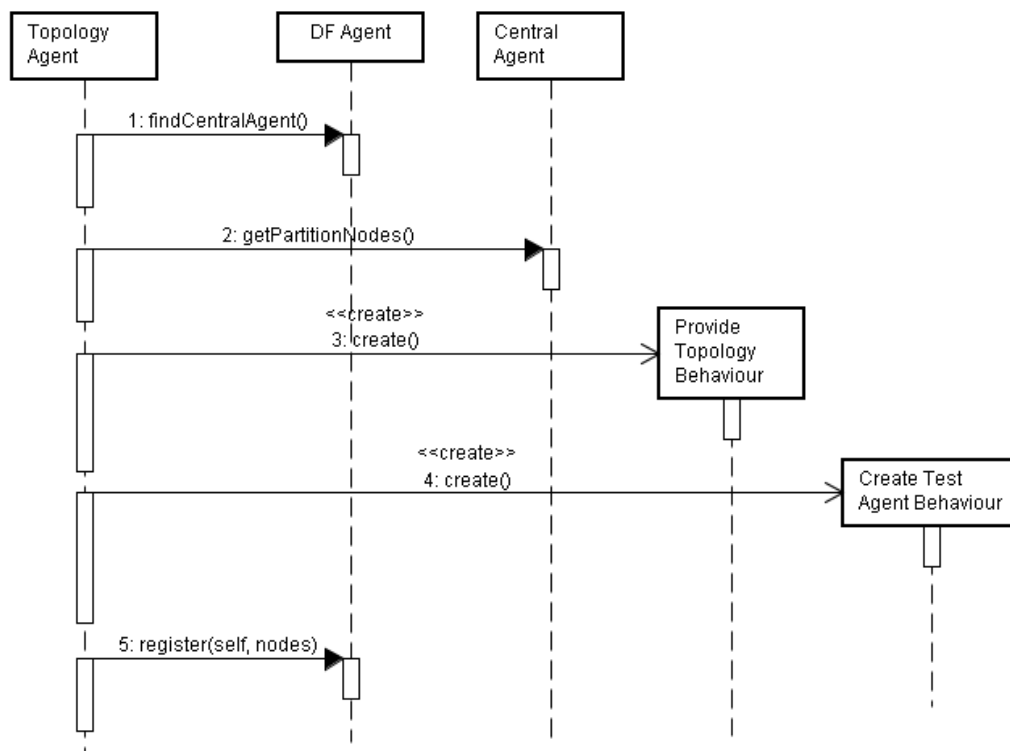 Topology
Agent
DF Agent
Central
Agent
1: findCentralAgent()
2: getPartitionNodes()
<<create>>
3: create()
Provide
Topology
Behaviour
<<create>>
4: create()
Create Test
Agent Behaviour
5: register(self, nodes)